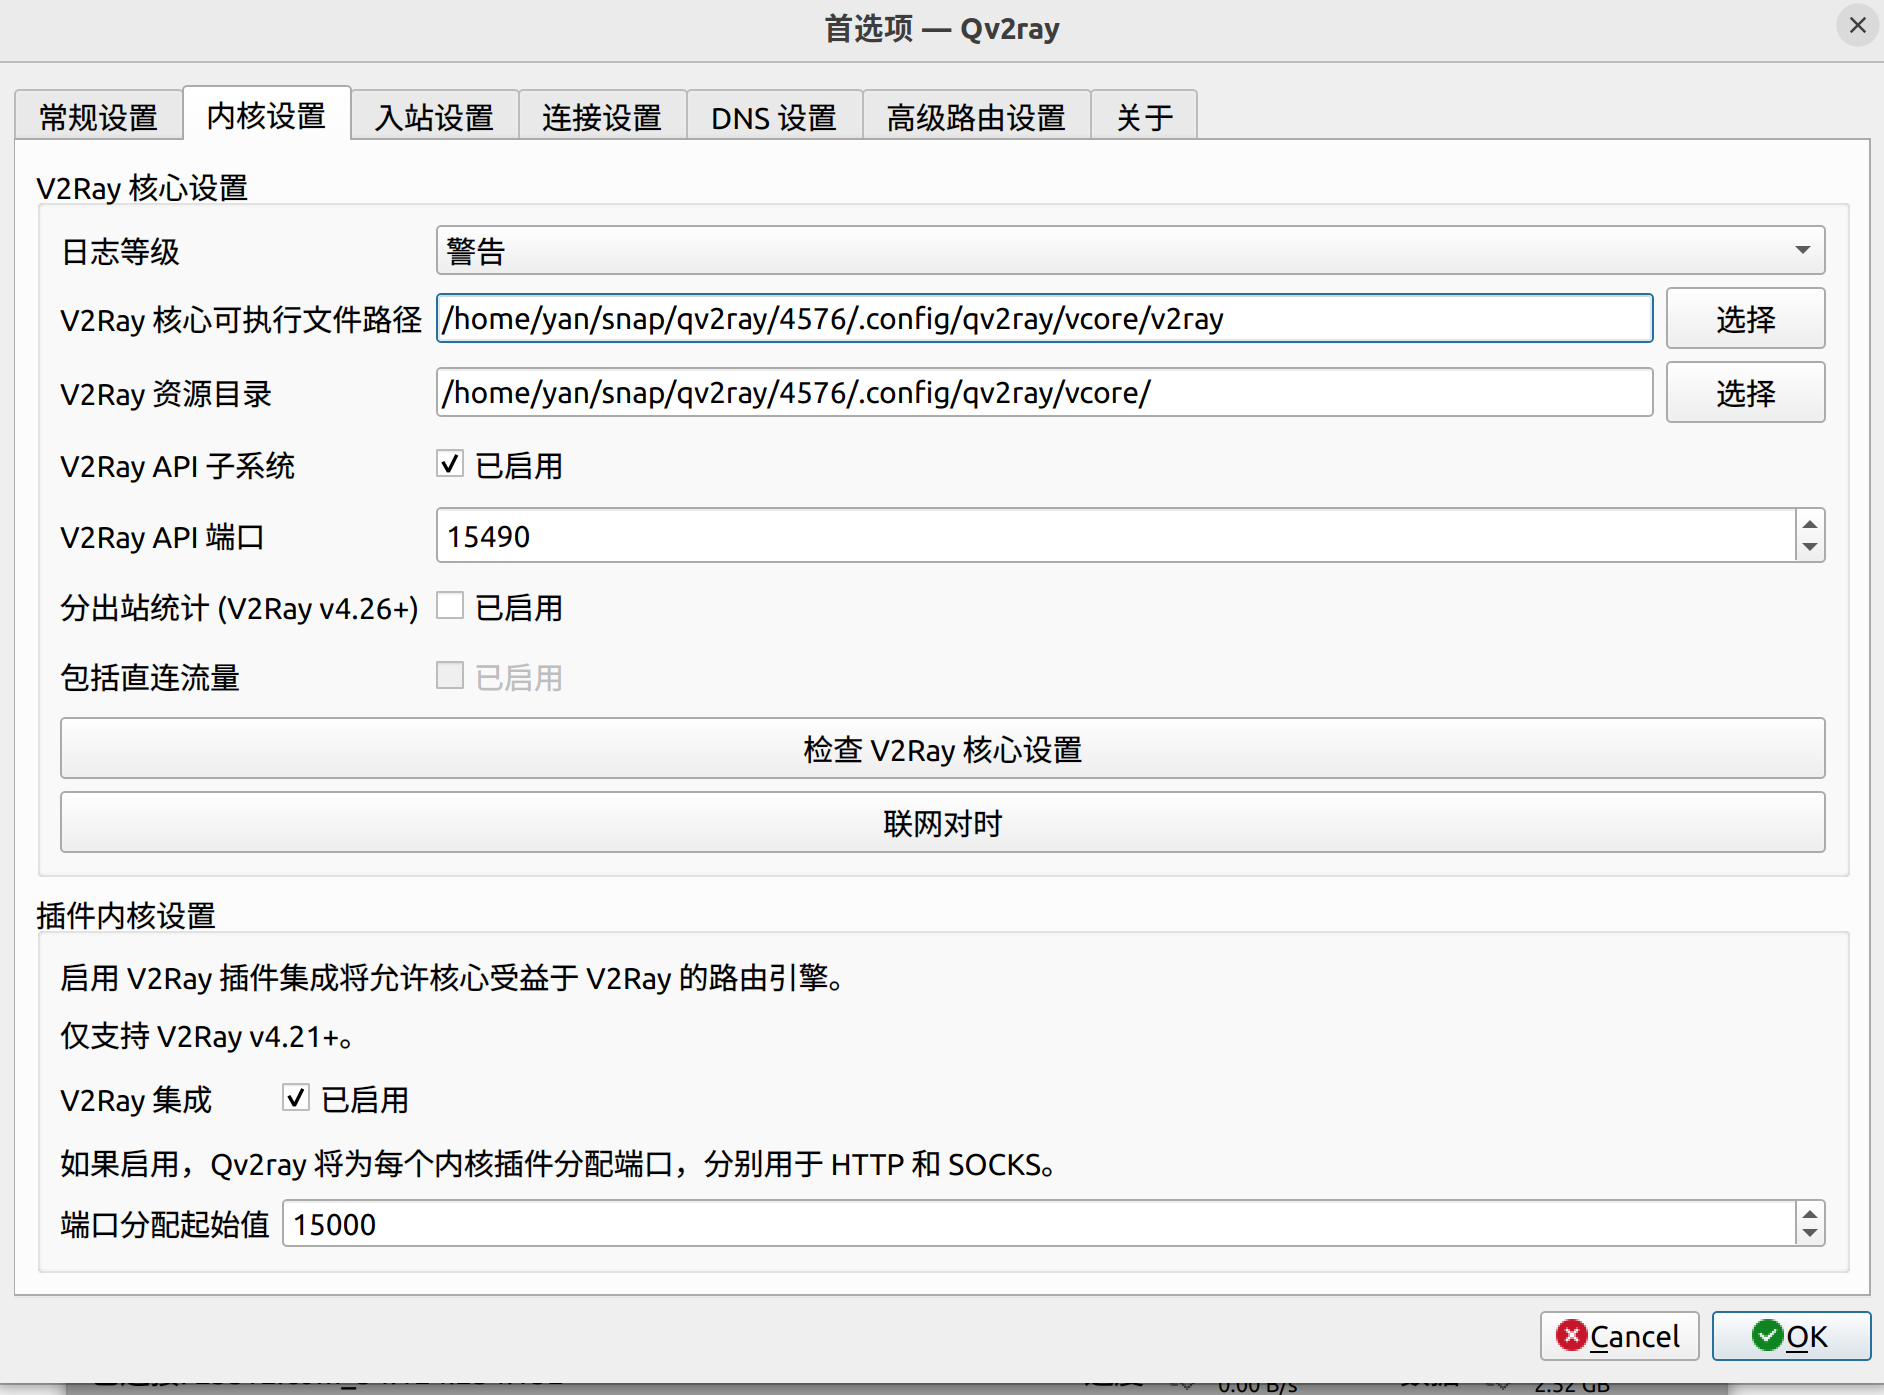 首选项 — Qv2ray
常规设置 内核设置 入站设置 连接设置 DNS 设置 高级路由设置 关于
V2Ray 核心设置
日志等级 警告
V2Ray 核心可执行文件路径 /home/yan/snap/qv2ray/4576/.config/qv2ray/vcore/v2ray 选择
V2Ray 资源目录 /home/yan/snap/qv2ray/4576/.config/qv2ray/vcore/ 选择
V2Ray API 子系统 已启用
V2Ray API 端口 15490
分出站统计 (V2Ray v4.26+) 已启用
包括直连流量 已启用
检查 V2Ray 核心设置
联网对时
插件内核设置
启用 V2Ray 插件集成将允许核心受益于 V2Ray 的路由引擎。
仅支持 V2Ray v4.21+。
V2Ray 集成 已启用
如果启用，Qv2ray 将为每个内核插件分配端口，分别用于 HTTP 和 SOCKS。
端口分配起始值 15000
Cancel OK
0.00 B/s 2.52 GB